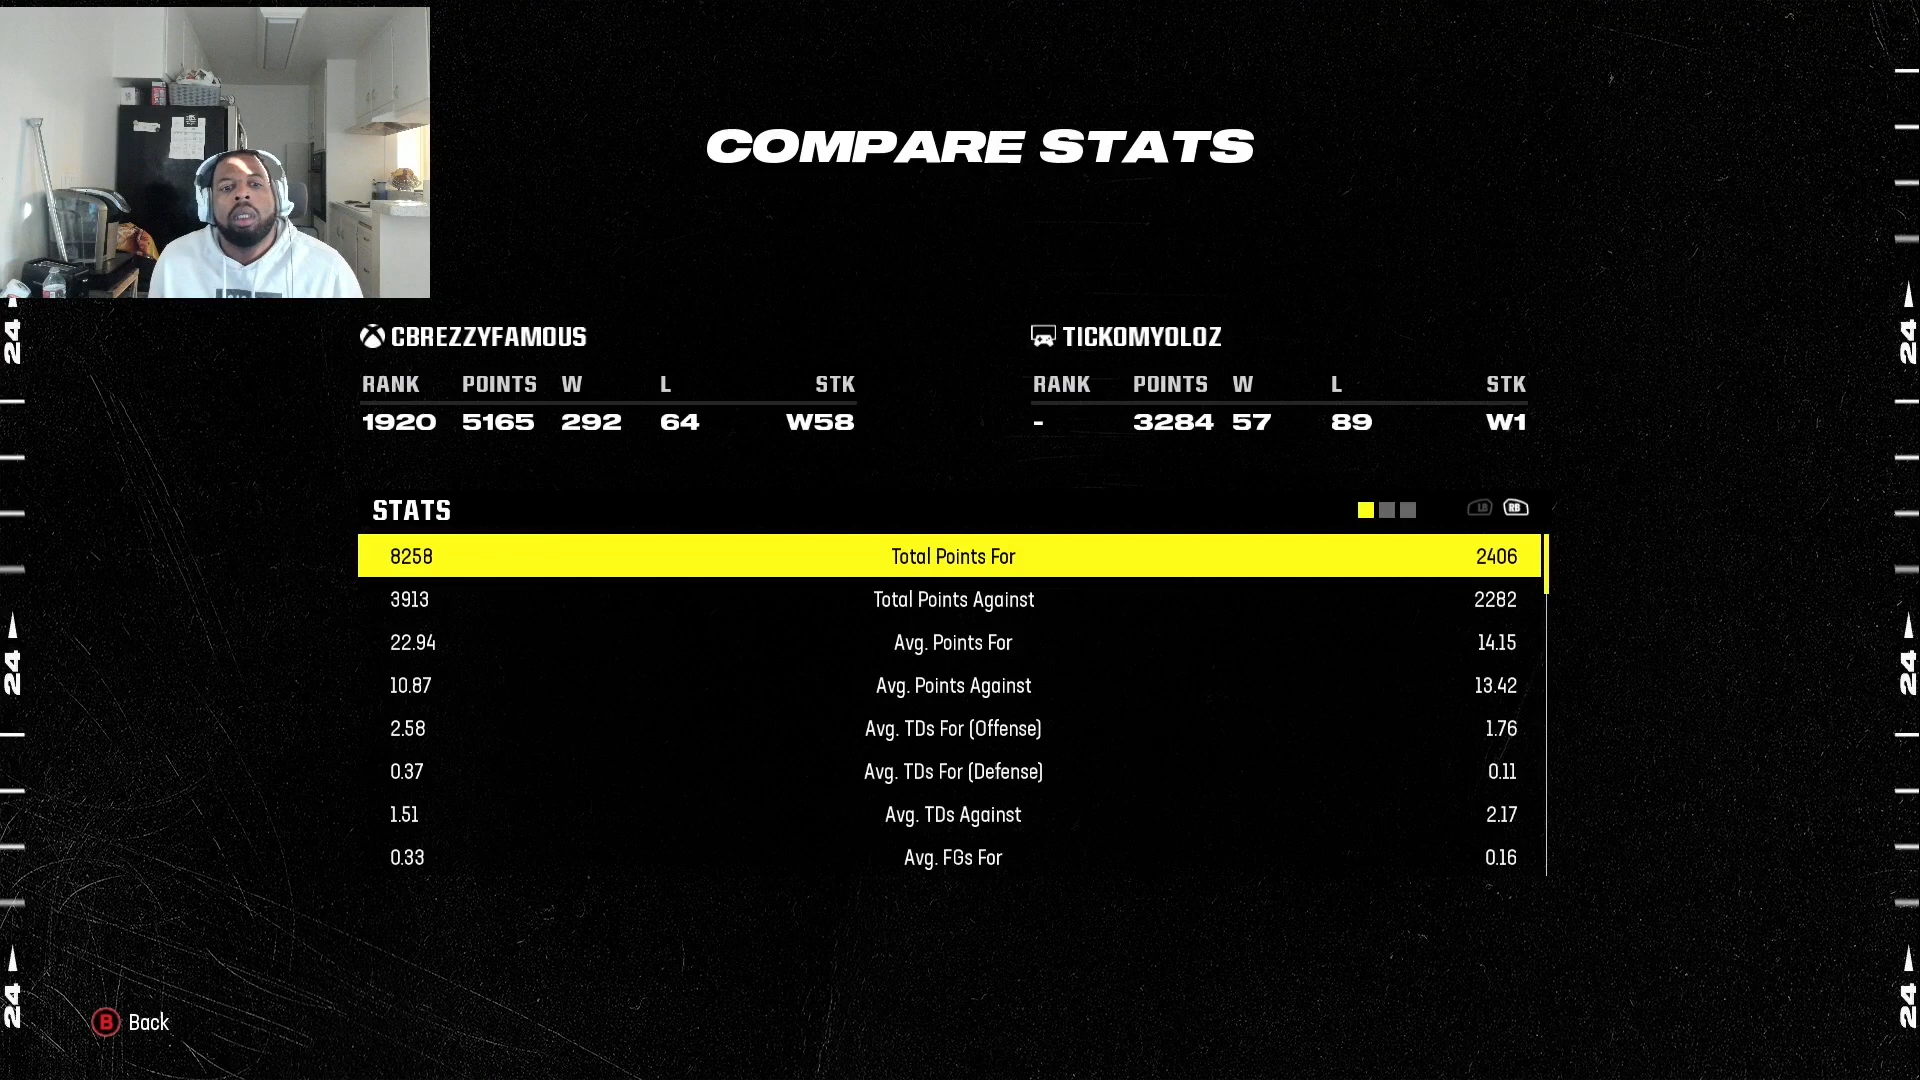 COMPARE STATS
CBREZZYFAMOUS
RANK POINTS W L STK
1920 5165 292 64 W58
TICKOMYOLOZ
RANK POINTS W L STK
- 3284 57 89 W1
STATS
LB RB
8258 Total Points For 2406
3913 Total Points Against 2282
22.94 Avg. Points For 14.15
10.87 Avg. Points Against 13.42
2.58 Avg. TDs For (Offense) 1.76
0.37 Avg. TDs For (Defense) 0.11
1.51 Avg. TDs Against 2.17
0.33 Avg. FGs For 0.16
B Back
24
24
24
24
24
24